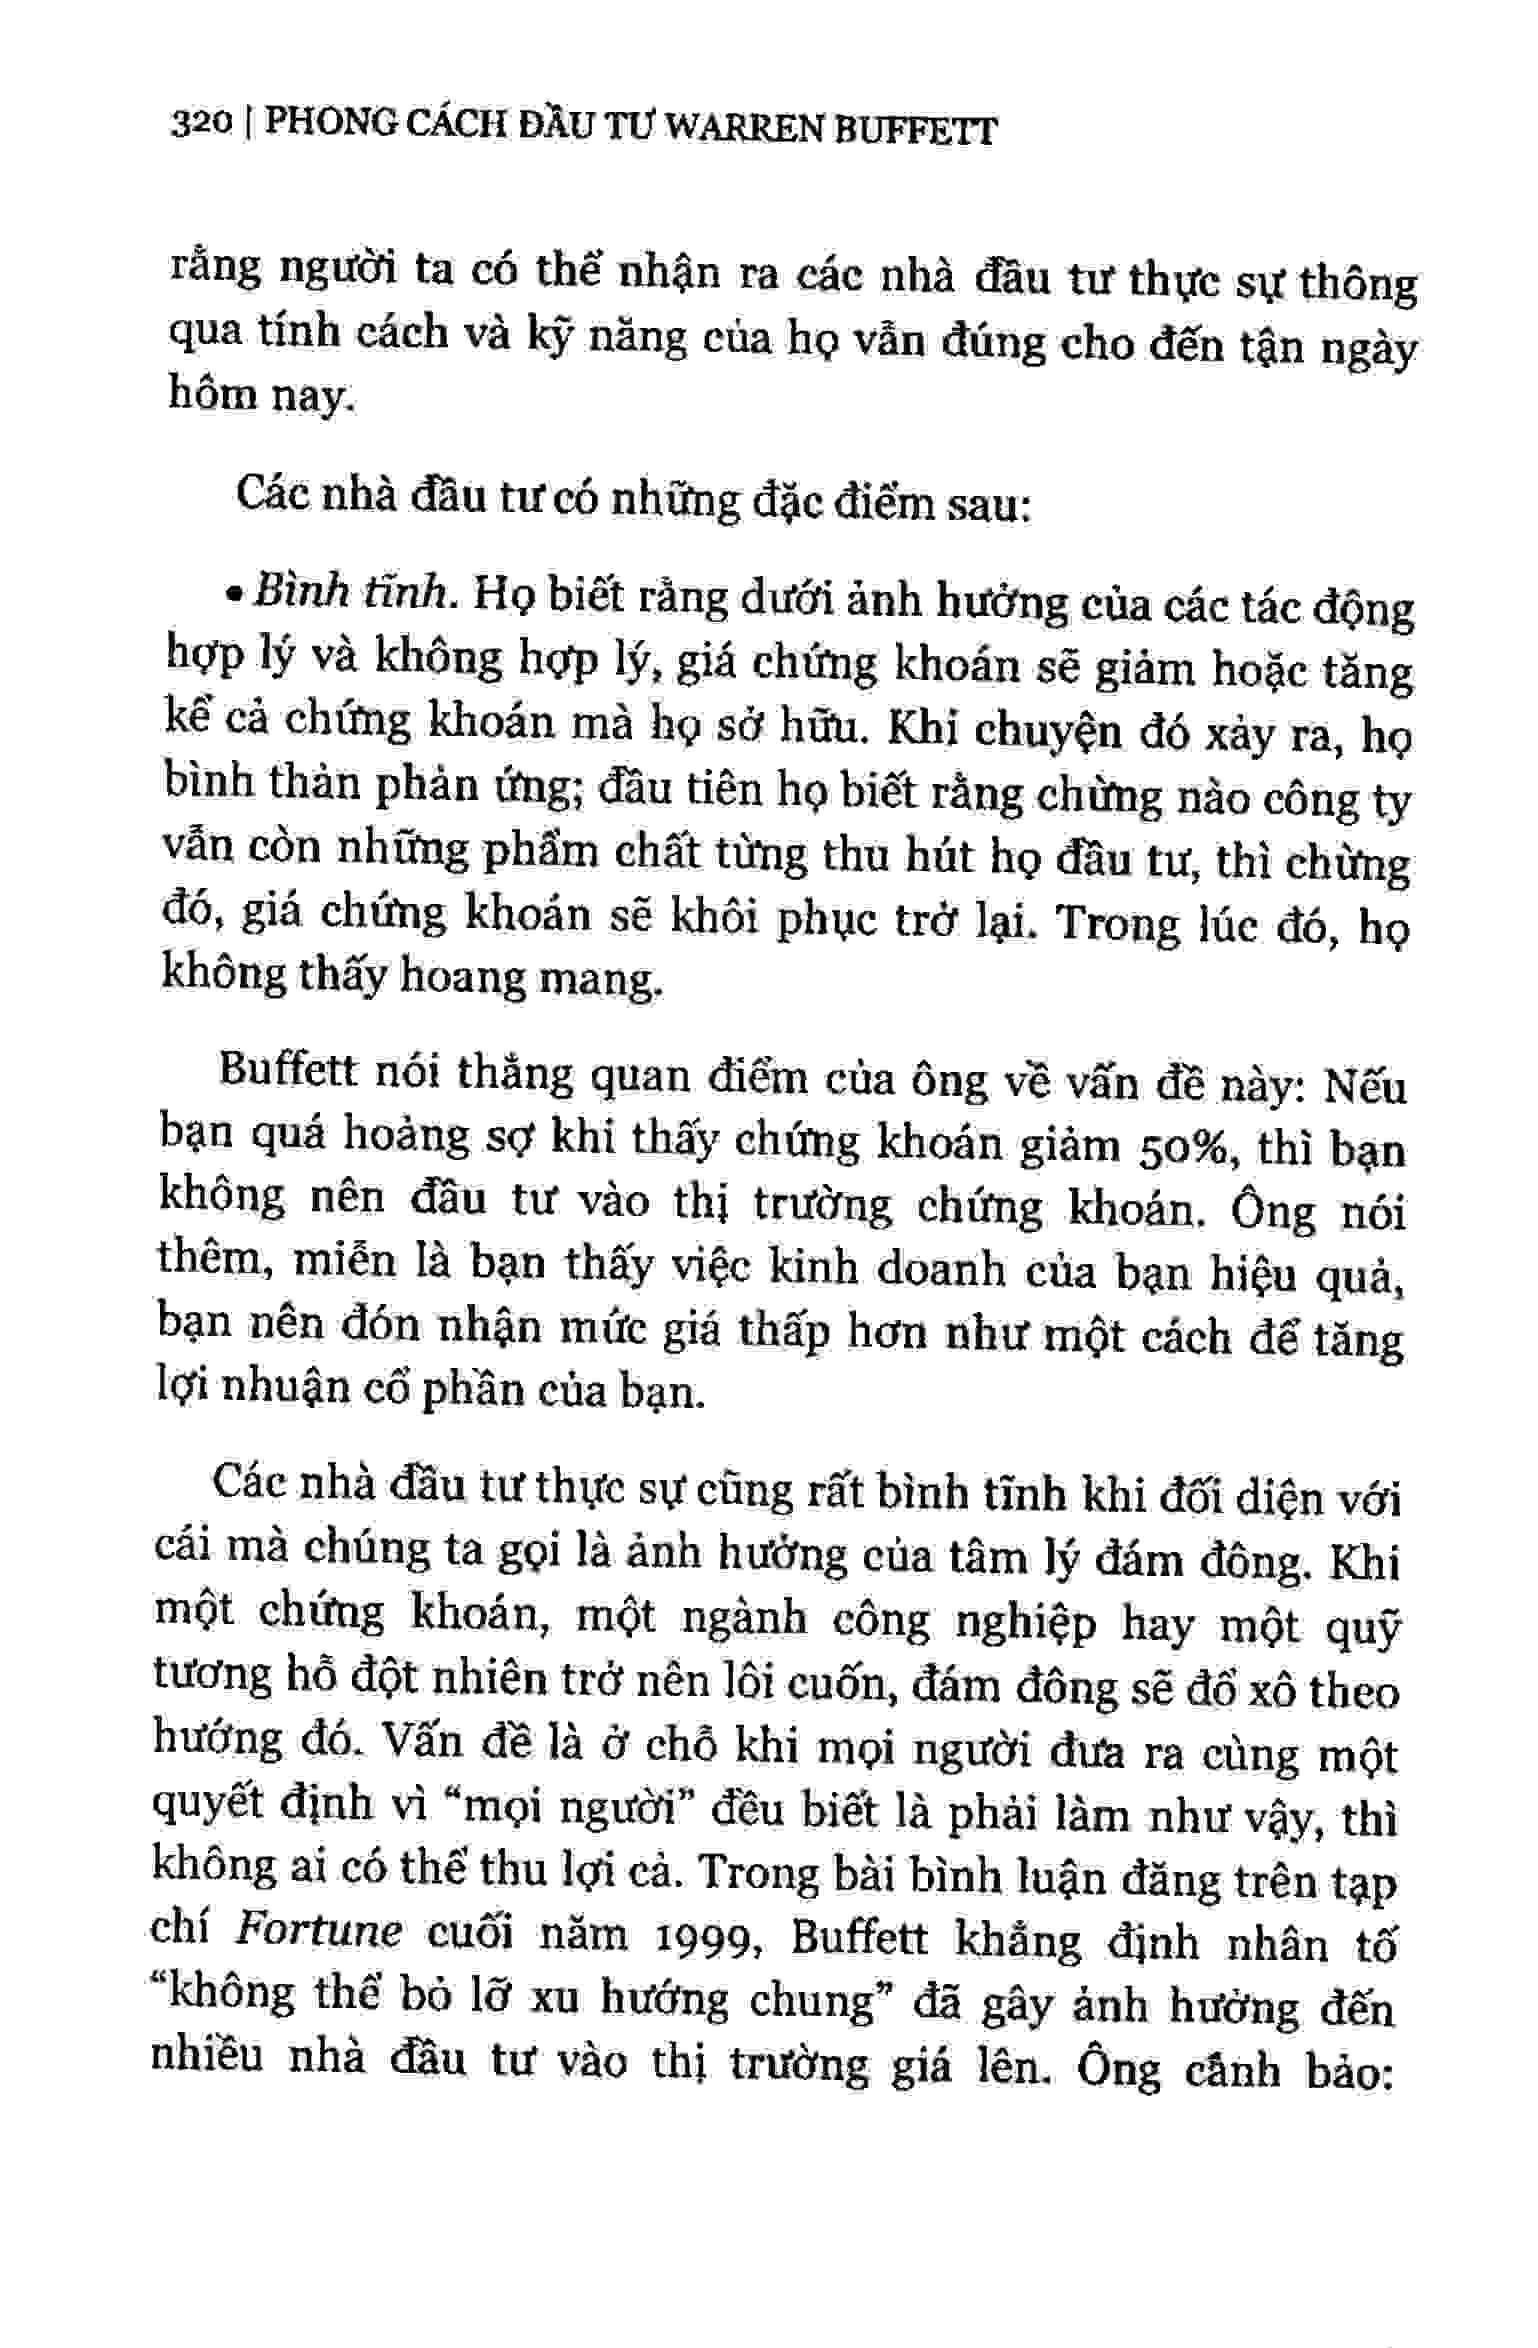 320 | PHONG CÁCH ĐẦU TƯ WARREN BUFFETT
rằng người ta có thể nhận ra các nhà đầu tư thực sự thông
qua tính cách và kỹ năng của họ vẫn đúng cho đến tận ngày
hôm nay.
Các nhà đầu tư có những đặc điểm sau:
• Bình tĩnh. Họ biết rằng dưới ảnh hưởng của các tác động
hợp lý và không hợp lý, giá chứng khoán sẽ giảm hoặc tăng
kể cả chứng khoán mà họ sở hữu. Khi chuyện đó xảy ra, họ
bình thản phản ứng; đầu tiên họ biết rằng chừng nào công ty
vẫn còn những phẩm chất từng thu hút họ đầu tư, thì chừng
đó, giá chứng khoán sẽ khôi phục trở lại. Trong lúc đó, họ
không thấy hoang mang.
Buffett nói thẳng quan điểm của ông về vấn đề này: Nếu
bạn quá hoảng sợ khi thấy chứng khoán giảm 50%, thì bạn
không nên đầu tư vào thị trường chứng khoán. Ông nói
thêm, miễn là bạn thấy việc kinh doanh của bạn hiệu quả,
bạn nên đón nhận mức giá thấp hơn như một cách để tăng
lợi nhuận cổ phần của bạn.
Các nhà đầu tư thực sự cũng rất bình tĩnh khi đối diện với
cái mà chúng ta gọi là ảnh hưởng của tâm lý đám đông. Khi
một chứng khoán, một ngành công nghiệp hay một quỹ
tương hỗ đột nhiên trở nên lôi cuốn, đám đông sẽ đổ xô theo
hướng đó. Vấn đề là ở chỗ khi mọi người đưa ra cùng một
quyết định vì “mọi người” đều biết là phải làm như vậy, thì
không ai có thể thu lợi cả. Trong bài bình luận đăng trên tạp
chí Fortune cuối năm 1999, Buffett khẳng định nhân tố
“không thể bỏ lỡ xu hướng chung” đã gây ảnh hưởng đến
nhiều nhà đầu tư vào thị trường giá lên. Ông cảnh bảo: